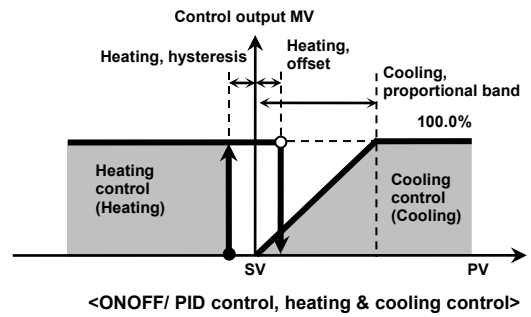 Control output MV
Heating, hysteresis
Heating,
offset
Cooling,
proportional band
100.0%
Heating
control
(Heating)
Cooling
control
(Cooling)
SV
PV
<ONOFF/ PID control, heating & cooling control>